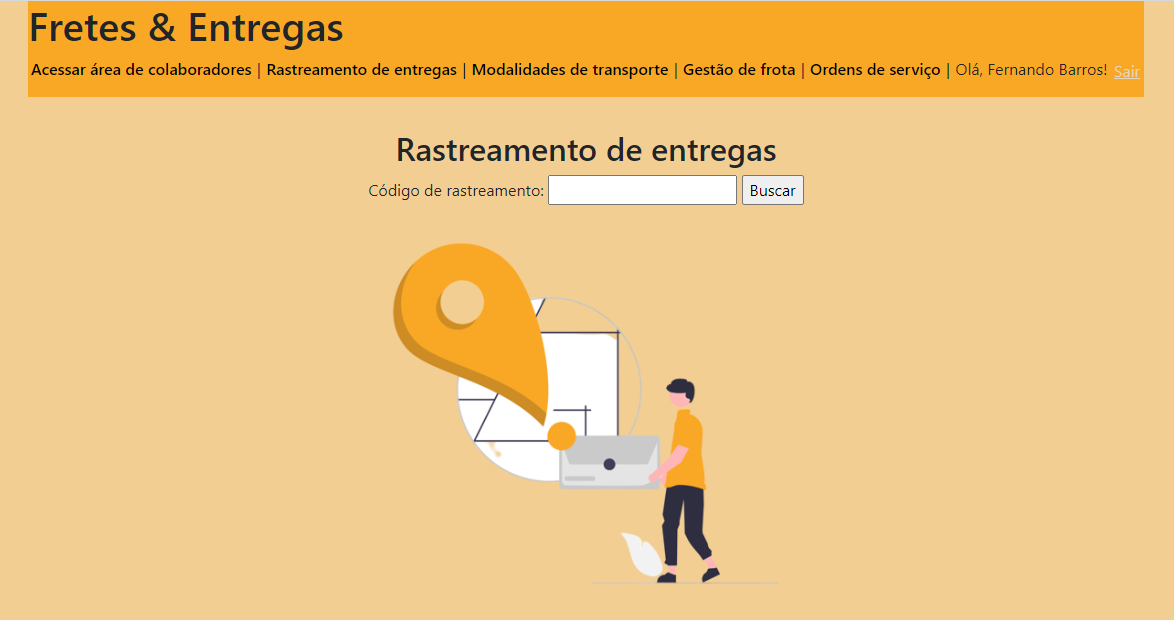 Fretes & Entregas
Acessar área de colaboradores | Rastreamento de entregas | Modalidades de transporte | Gestão de frota | Ordens de serviço | Olá, Fernando Barros! Sair
Rastreamento de entregas
Código de rastreamento: Buscar